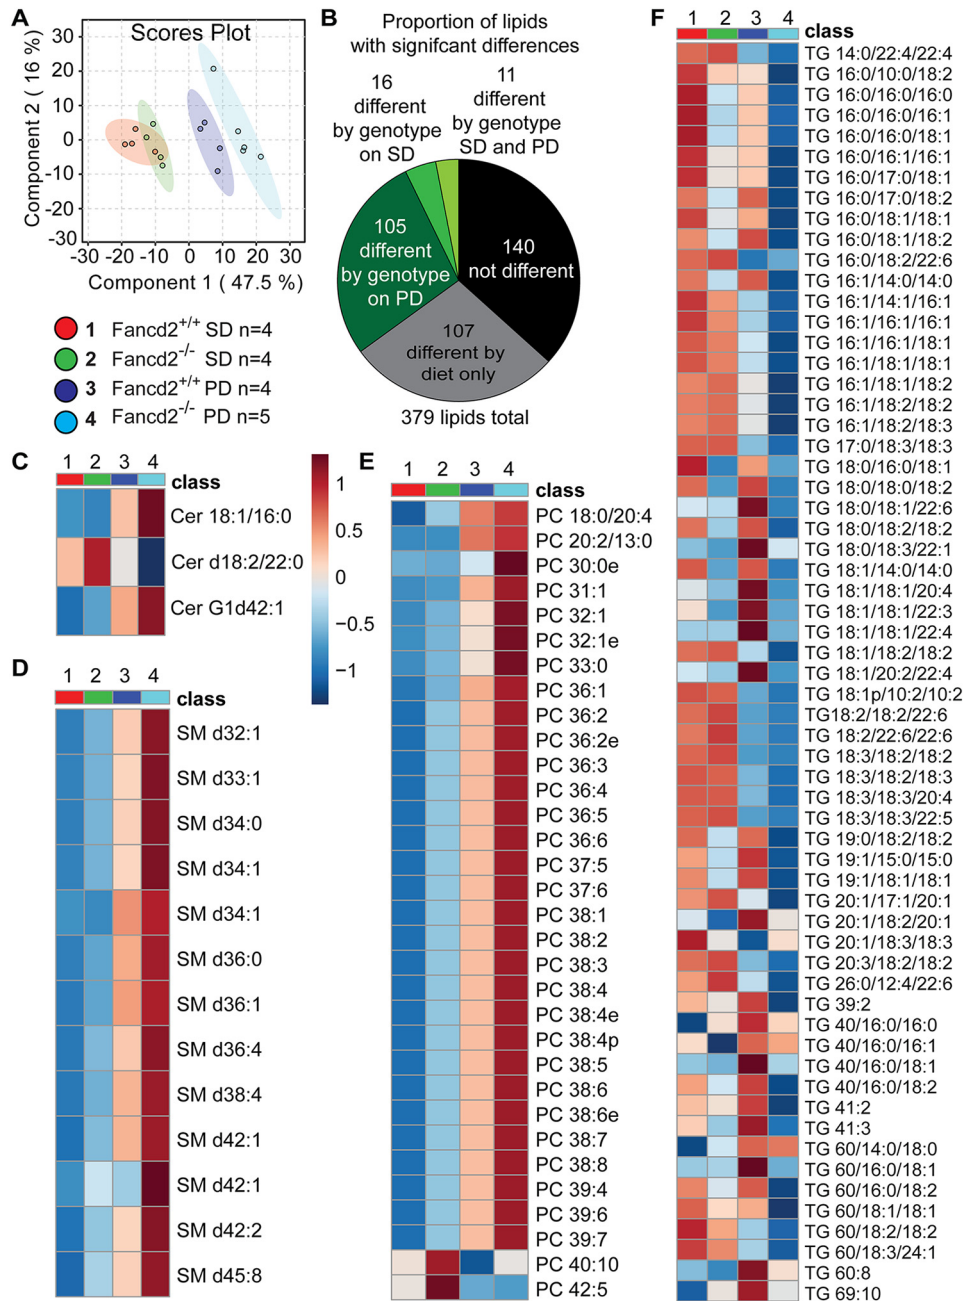 A
Scores Plot
Component 2 ( 16 %)
30
20
10
0
-10
-20
-30
-30
-20
-10
0
10
20
30
Component 1 ( 47.5 %)
1 Fancd2+/+ SD n=4
2 Fancd2-/- SD n=4
3 Fancd2+/+ PD n=4
4 Fancd2-/- PD n=5
B
Proportion of lipids
with signifcant differences
16
different
by genotype
on SD
11
different
by genotype
SD and PD
105
different
by genotype
on PD
140
not different
107
different by
diet only
379 lipids total
C
1 2 3 4
class
Cer 18:1/16:0
Cer d18:2/22:0
Cer G1d42:1
1
0.5
0
−0.5
−1
D
1 2 3 4
class
SM d32:1
SM d33:1
SM d34:0
SM d34:1
SM d34:1
SM d36:0
SM d36:1
SM d36:4
SM d38:4
SM d42:1
SM d42:1
SM d42:2
SM d45:8
E
1 2 3 4
class
PC 18:0/20:4
PC 20:2/13:0
PC 30:0e
PC 31:1
PC 32:1
PC 32:1e
PC 33:0
PC 36:1
PC 36:2
PC 36:2e
PC 36:3
PC 36:4
PC 36:5
PC 36:6
PC 37:5
PC 37:6
PC 38:1
PC 38:2
PC 38:3
PC 38:4
PC 38:4e
PC 38:4p
PC 38:5
PC 38:6
PC 38:6e
PC 38:7
PC 38:8
PC 39:4
PC 39:6
PC 39:7
PC 40:10
PC 42:5
F
1 2 3 4
class
TG 14:0/22:4/22:4
TG 16:0/10:0/18:2
TG 16:0/16:0/16:0
TG 16:0/16:0/16:1
TG 16:0/16:0/18:1
TG 16:0/16:1/16:1
TG 16:0/17:0/18:1
TG 16:0/17:0/18:2
TG 16:0/18:1/18:1
TG 16:0/18:1/18:2
TG 16:0/18:2/22:6
TG 16:1/14:0/14:0
TG 16:1/14:1/16:1
TG 16:1/16:1/16:1
TG 16:1/16:1/18:1
TG 16:1/18:1/18:1
TG 16:1/18:1/18:2
TG 16:1/18:2/18:2
TG 16:1/18:2/18:3
TG 17:0/18:3/18:3
TG 18:0/16:0/18:1
TG 18:0/18:0/18:2
TG 18:0/18:1/22:6
TG 18:0/18:2/18:2
TG 18:0/18:3/22:1
TG 18:1/14:0/14:0
TG 18:1/18:1/20:4
TG 18:1/18:1/22:3
TG 18:1/18:1/22:4
TG 18:1/18:2/18:2
TG 18:1/20:2/22:4
TG 18:1p/10:2/10:2
TG18:2/18:2/22:6
TG 18:2/22:6/22:6
TG 18:3/18:2/18:2
TG 18:3/18:2/18:3
TG 18:3/18:3/20:4
TG 18:3/18:3/22:5
TG 19:0/18:2/18:2
TG 19:1/15:0/15:0
TG 19:1/18:1/18:1
TG 20:1/17:1/20:1
TG 20:1/18:2/20:1
TG 20:1/18:3/18:3
TG 20:3/18:2/18:2
TG 26:0/12:4/22:6
TG 39:2
TG 40/16:0/16:0
TG 40/16:0/16:1
TG 40/16:0/18:1
TG 40/16:0/18:2
TG 41:2
TG 41:3
TG 60/14:0/18:0
TG 60/16:0/18:1
TG 60/16:0/18:2
TG 60/18:1/18:1
TG 60/18:2/18:2
TG 60/18:3/24:1
TG 60:8
TG 69:10